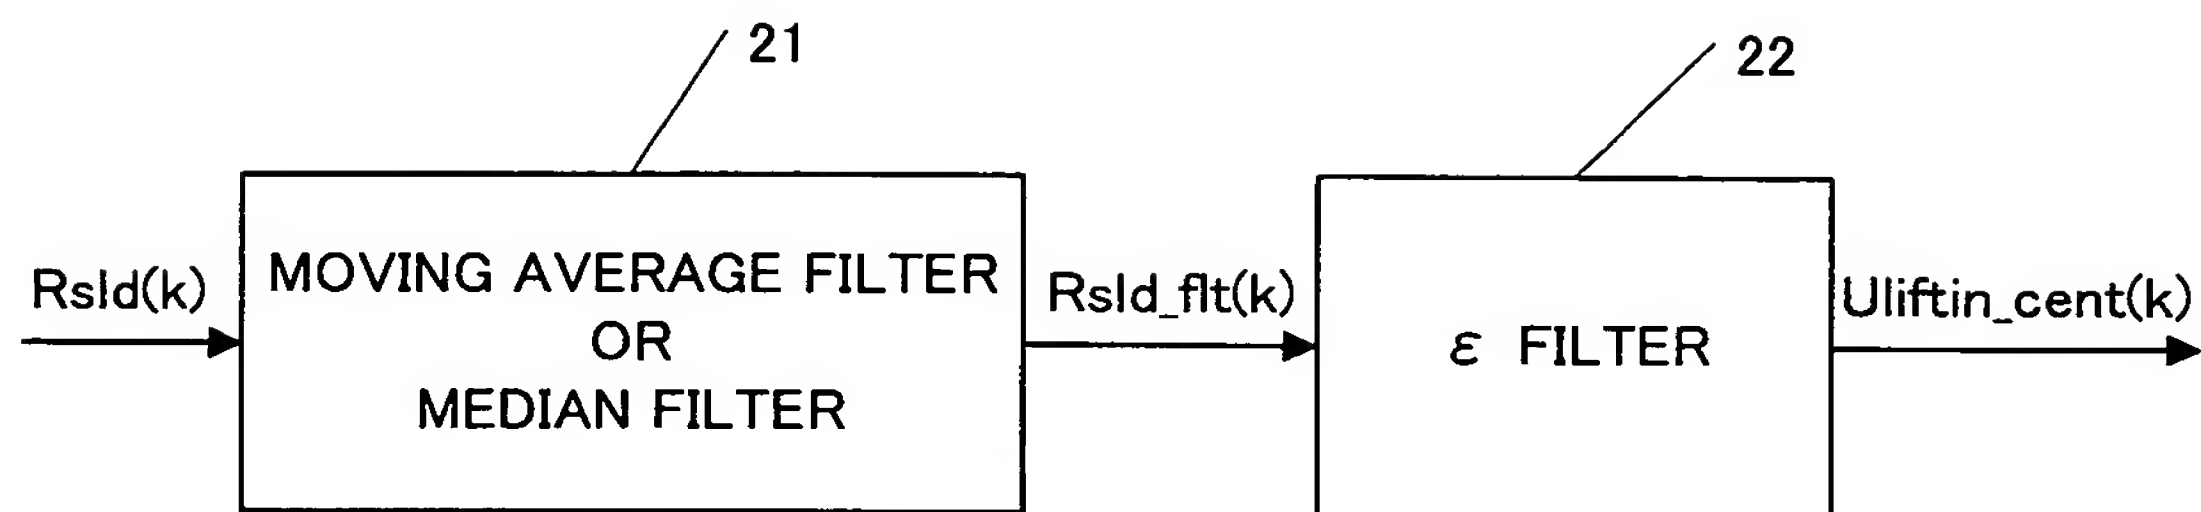 21
22
Rsld(k)
MOVING AVERAGE FILTER
OR
MEDIAN FILTER
Rsld_flt(k)
ε FILTER
Uliftin_cent(k)